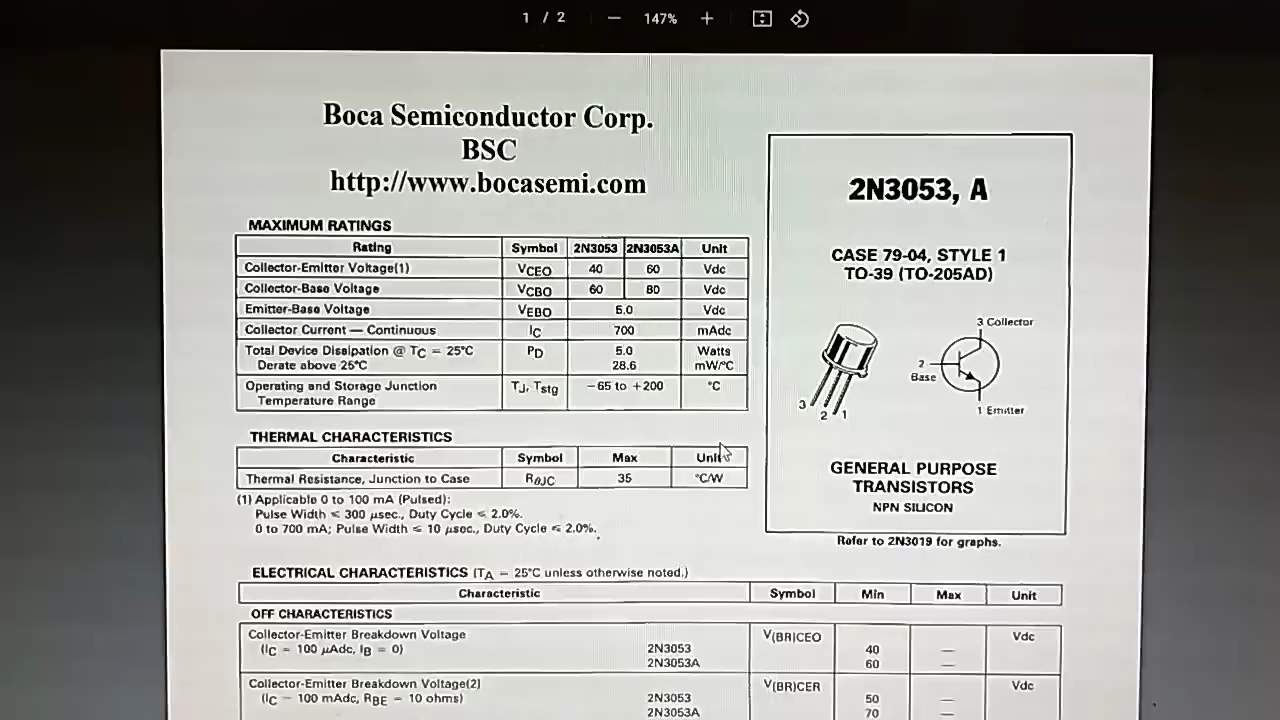 1 / 2 — 147% +
Boca Semiconductor Corp.
BSC
http://www.bocasemi.com
MAXIMUM RATINGS
Rating Symbol 2N3053 2N3053A Unit
Collector-Emitter Voltage(1) VCEO 40 60 Vdc
Collector-Base Voltage VCBO 60 80 Vdc
Emitter-Base Voltage VEBO 5.0 Vdc
Collector Current — Continuous IC 700 mAdc
Total Device Dissipation @ TC = 25°C PD 5.0 Watts
Derate above 25°C 28.6 mW/°C
Operating and Storage Junction TJ, Tstg −65 to +200 °C
Temperature Range
THERMAL CHARACTERISTICS
Characteristic Symbol Max Unit
Thermal Resistance, Junction to Case RθJC 35 °C/W
(1) Applicable 0 to 100 mA (Pulsed):
Pulse Width ≤ 300 μsec., Duty Cycle ≤ 2.0%.
0 to 700 mA; Pulse Width ≤ 10 μsec., Duty Cycle ≤ 2.0%.
2N3053, A
CASE 79-04, STYLE 1
TO-39 (TO-205AD)
3 Collector
2
Base
1 Emitter
3
2 1
GENERAL PURPOSE
TRANSISTORS
NPN SILICON
Refer to 2N3019 for graphs.
ELECTRICAL CHARACTERISTICS (TA = 25°C unless otherwise noted.)
Characteristic Symbol Min Max Unit
OFF CHARACTERISTICS
Collector-Emitter Breakdown Voltage V(BR)CEO Vdc
(IC = 100 μAdc, IB = 0) 2N3053 40 —
2N3053A 60 —
Collector-Emitter Breakdown Voltage(2) V(BR)CER Vdc
(IC = 100 mAdc, RBE = 10 ohms) 2N3053 50 —
2N3053A 70 —